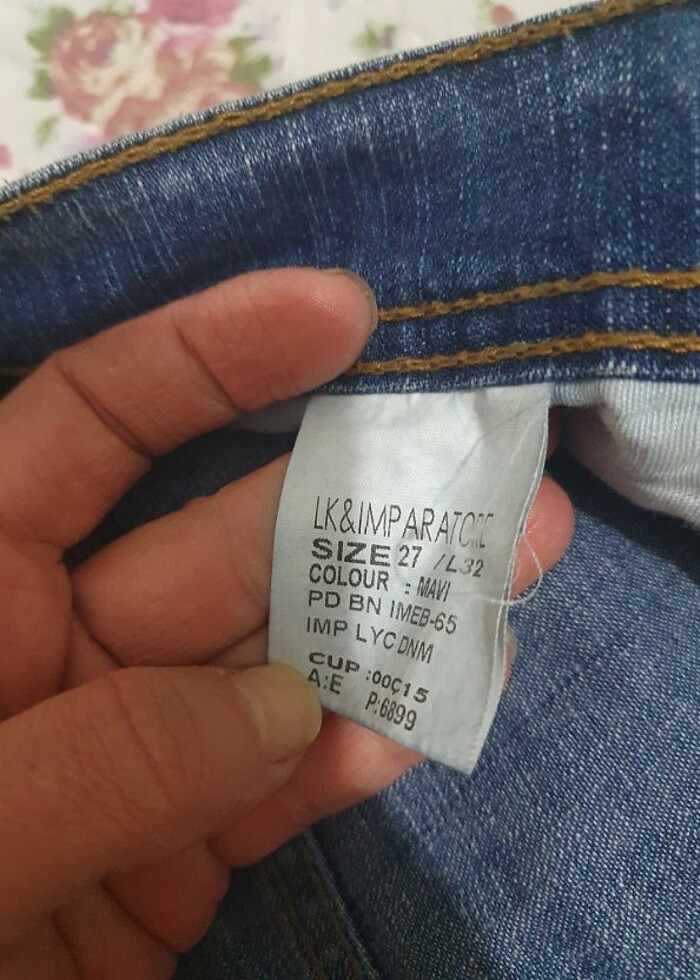 LK&IMPARATORE
SIZE 27 /L32
COLOUR : MAVI
PD BN IMEB-65
IMP LYC DNM
CUP :00Ç15
A:E P:6899